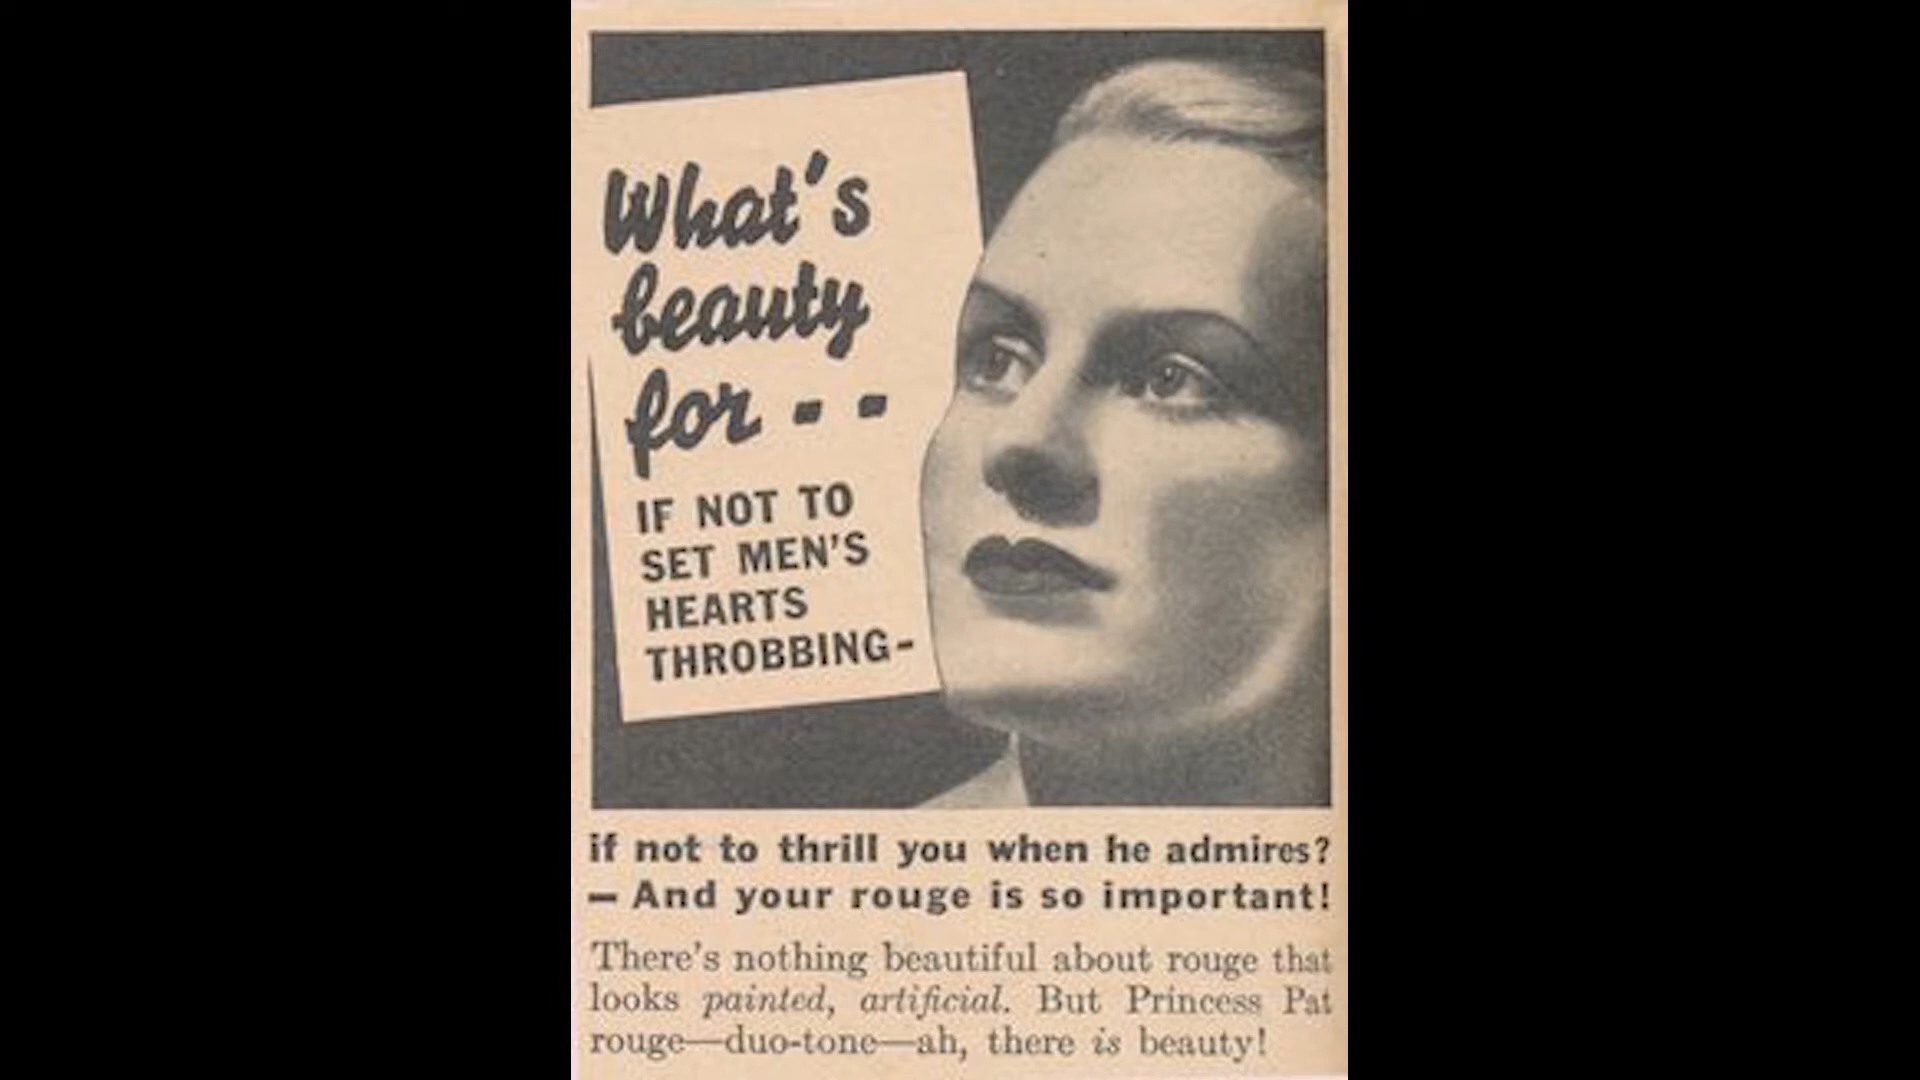 What's
beauty
for - -
IF NOT TO
SET MEN'S
HEARTS
THROBBING-
if not to thrill you when he admires?
— And your rouge is so important!
There's nothing beautiful about rouge that
looks painted, artificial. But Princess Pat
rouge—duo-tone—ah, there is beauty!